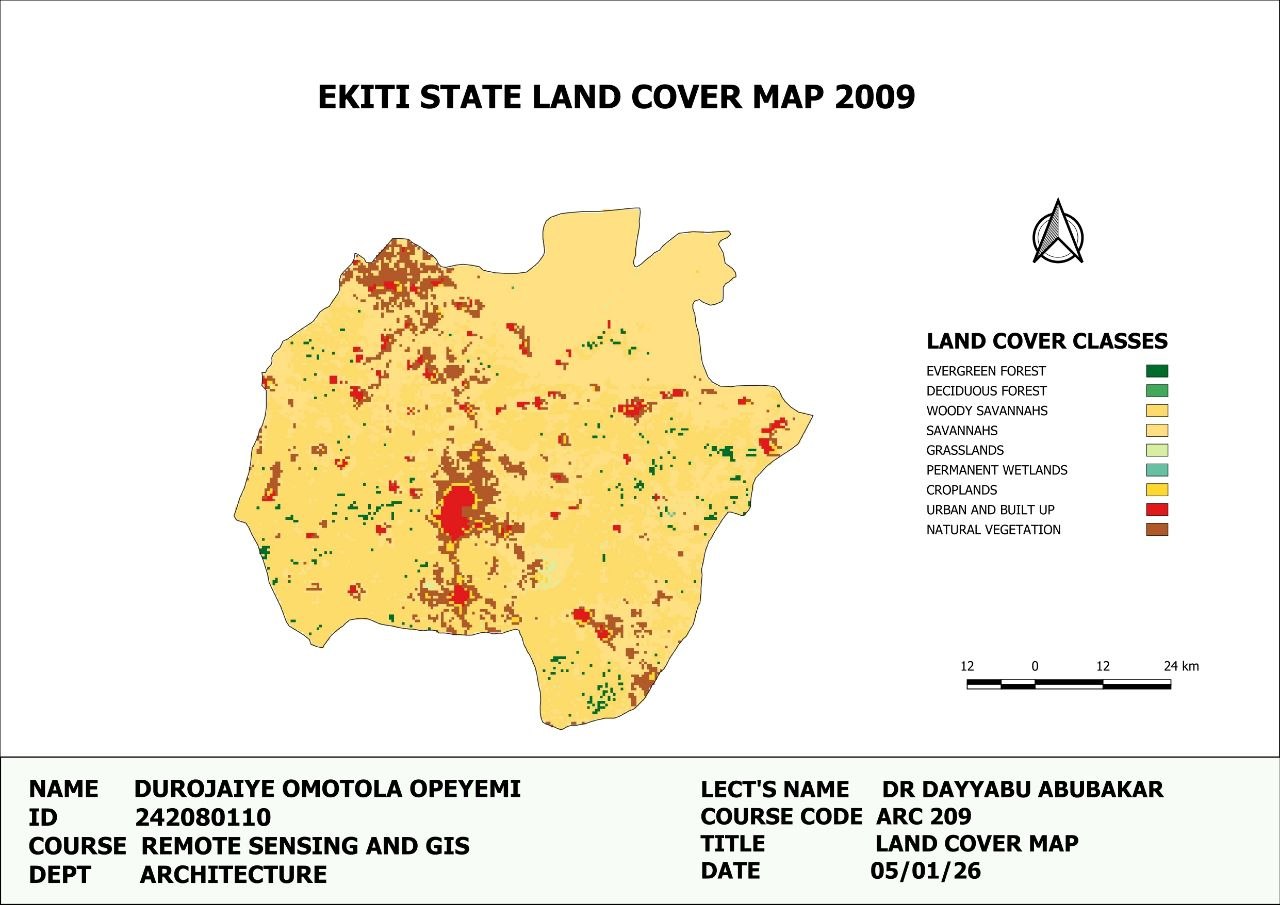 EKITI STATE LAND COVER MAP 2009
LAND COVER CLASSES
EVERGREEN FOREST
DECIDUOUS FOREST
WOODY SAVANNAHS
SAVANNAHS
GRASSLANDS
PERMANENT WETLANDS
CROPLANDS
URBAN AND BUILT UP
NATURAL VEGETATION
12 0 12 24 km
NAME DUROJAIYE OMOTOLA OPEYEMI
ID 242080110
COURSE REMOTE SENSING AND GIS
DEPT ARCHITECTURE
LECT'S NAME DR DAYYABU ABUBAKAR
COURSE CODE ARC 209
TITLE LAND COVER MAP
DATE 05/01/26